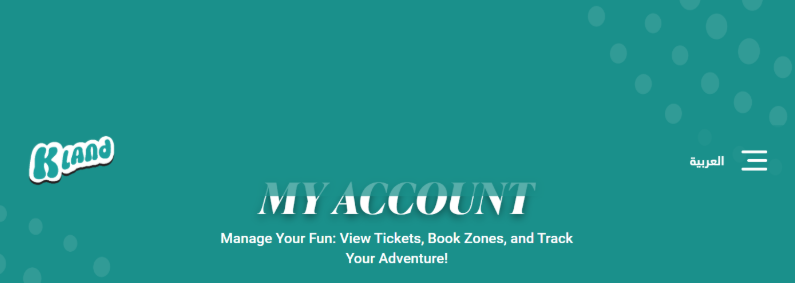 Kland
العربية
MY ACCOUNT
Manage Your Fun: View Tickets, Book Zones, and Track
Your Adventure!